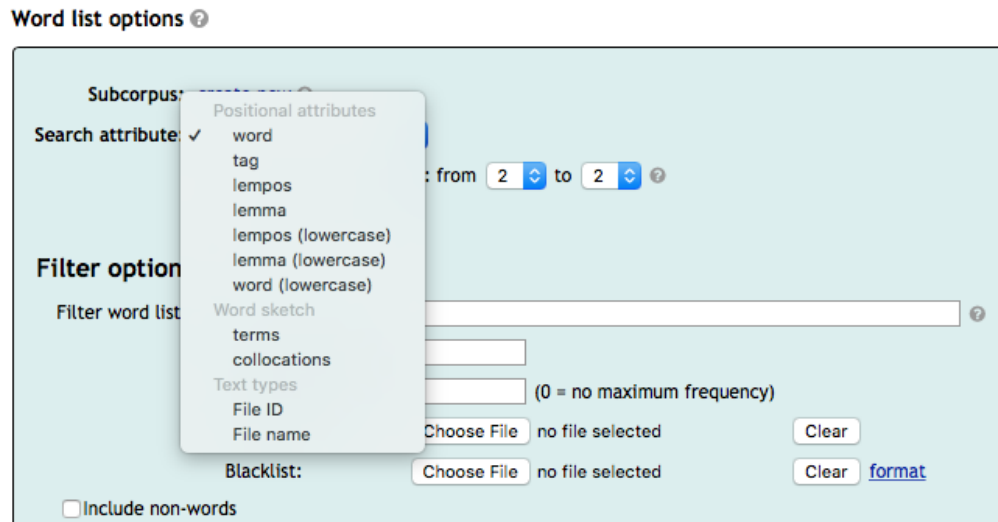 Word list options ?
Subcorpus: create new ?
Positional attributes
Search attribute: ✓ word
tag
: from 2 to 2 ?
lempos
lemma
lempos (lowercase)
lemma (lowercase)
Filter option
word (lowercase)
Filter word list ?
Word sketch
terms
collocations
Text types
(0 = no maximum frequency)
File ID
File name
Choose File no file selected Clear
Blacklist: Choose File no file selected Clear format
Include non-words